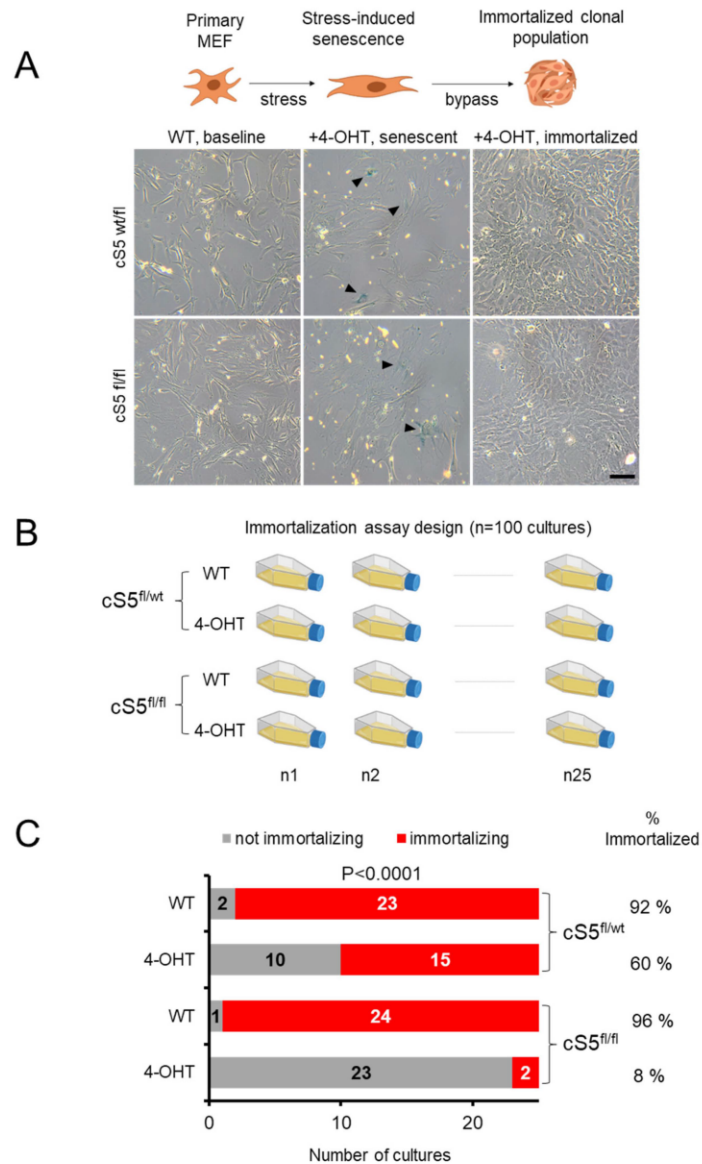 A
Primary
MEF
Stress-induced
senescence
Immortalized clonal
population
stress
bypass
WT, baseline
+4-OHT, senescent
+4-OHT, immortalized
cS5 wt/fl
cS5 fl/fl
B
Immortalization assay design (n=100 cultures)
cS5fl/wt
WT
4-OHT
cS5fl/fl
WT
4-OHT
n1 n2 n25
C
not immortalizing immortalizing
%
Immortalized
P<0.0001
WT 2 23 92 %
cS5fl/wt
4-OHT 10 15 60 %
WT 1 24 96 %
cS5fl/fl
4-OHT 23 2 8 %
0 10 20
Number of cultures